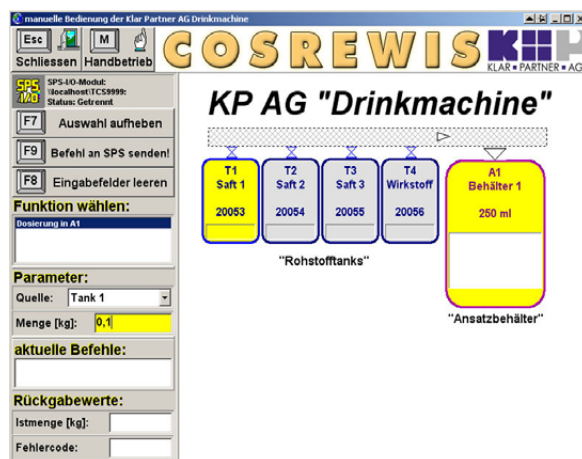 manuelle Bedienung der Klar Partner AG Drinkmachine
Esc
M
Schliessen
Handbetrieb
COSREWIS
KLAR PARTNER AG
SPS I/O
SPS-I/O-Modul:
\\localhost\TCS9999:
Status: Getrennt
F7 Auswahl aufheben
F9 Befehl an SPS senden!
F8 Eingabefelder leeren
Funktion wählen:
Dosierung in A1
Parameter:
Quelle: Tank 1
Menge [kg]: 0,1
aktuelle Befehle:
Rückgabewerte:
Istmenge [kg]:
Fehlercode:
KP AG "Drinkmachine"
T1
Saft 1
20053
T2
Saft 2
20054
T3
Saft 3
20055
T4
Wirkstoff
20056
A1
Behälter 1
250 ml
"Rohstofftanks"
"Ansatzbehälter"